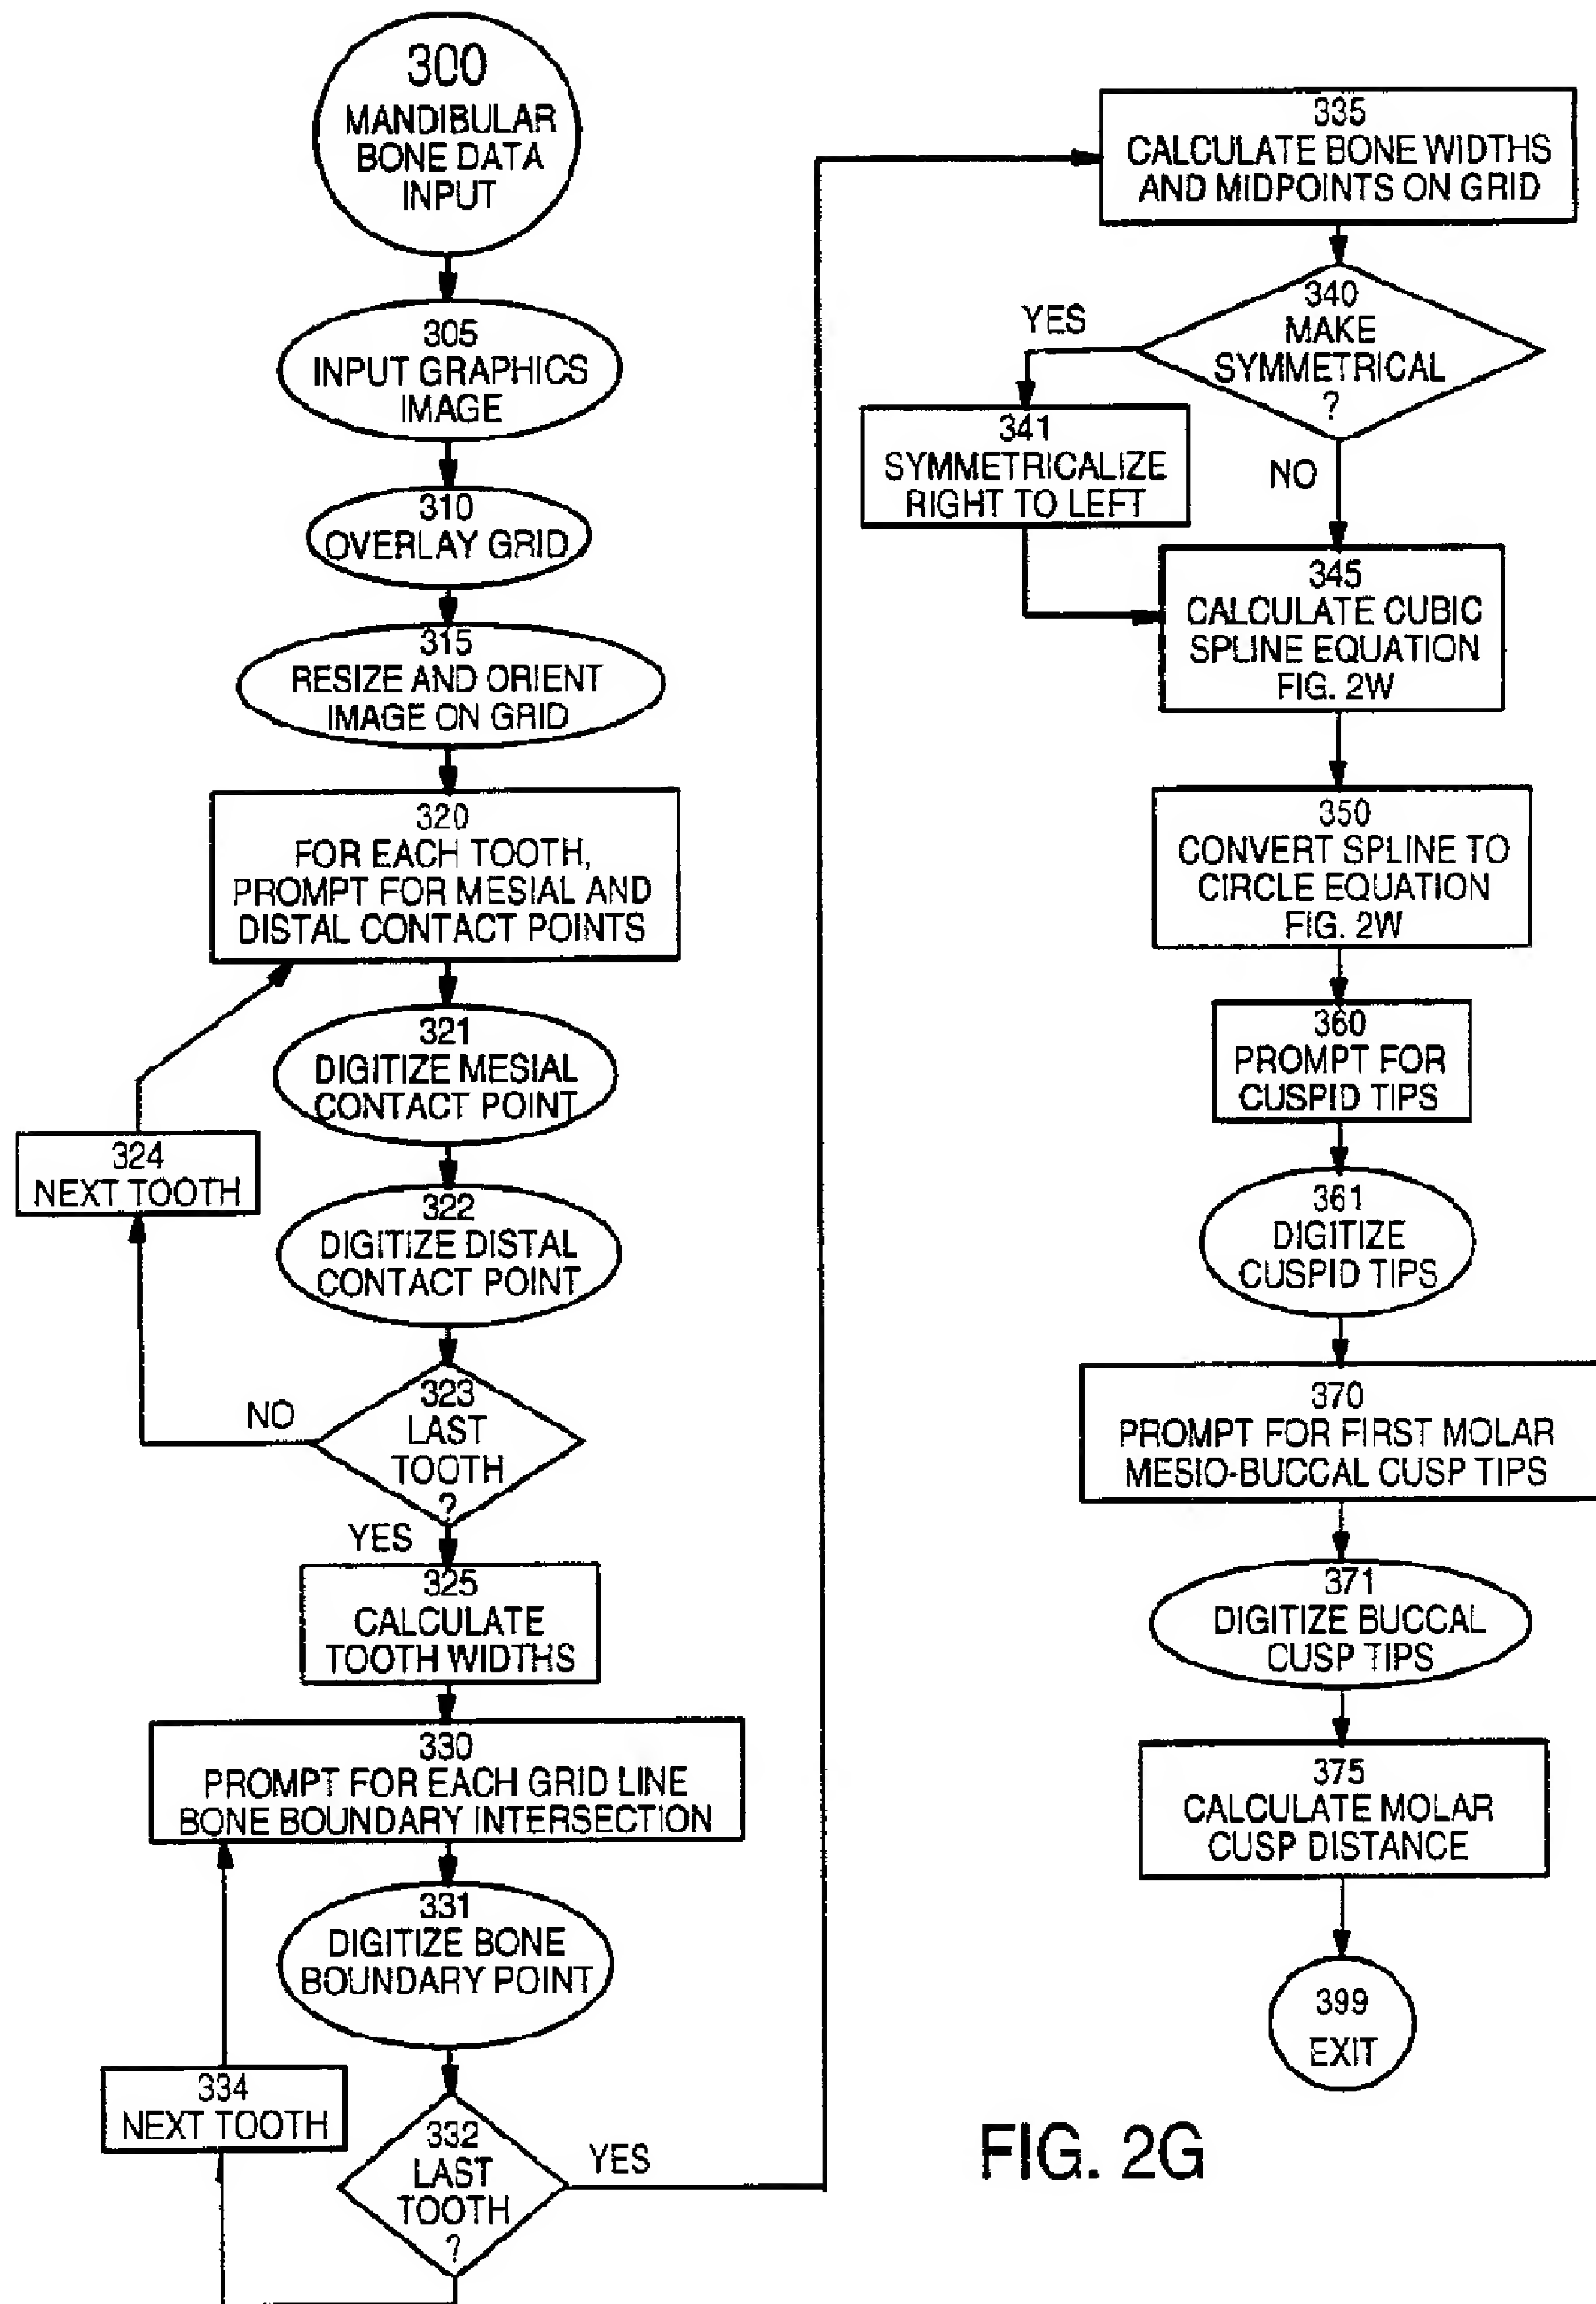 300
MANDIBULAR
BONE DATA
INPUT
305
INPUT GRAPHICS
IMAGE
310
OVERLAY GRID
315
RESIZE AND ORIENT
IMAGE ON GRID
320
FOR EACH TOOTH,
PROMPT FOR MESIAL AND
DISTAL CONTACT POINTS
321
DIGITIZE MESIAL
CONTACT POINT
324
NEXT TOOTH
322
DIGITIZE DISTAL
CONTACT POINT
323
LAST
TOOTH
?
NO
YES
325
CALCULATE
TOOTH WIDTHS
330
PROMPT FOR EACH GRID LINE
BONE BOUNDARY INTERSECTION
331
DIGITIZE BONE
BOUNDARY POINT
334
NEXT TOOTH
332
LAST
TOOTH
?
YES
335
CALCULATE BONE WIDTHS
AND MIDPOINTS ON GRID
340
MAKE
SYMMETRICAL
?
YES
341
SYMMETRICALIZE
RIGHT TO LEFT
NO
345
CALCULATE CUBIC
SPLINE EQUATION
FIG. 2W
350
CONVERT SPLINE TO
CIRCLE EQUATION
FIG. 2W
360
PROMPT FOR
CUSPID TIPS
361
DIGITIZE
CUSPID TIPS
370
PROMPT FOR FIRST MOLAR
MESIO-BUCCAL CUSP TIPS
371
DIGITIZE BUCCAL
CUSP TIPS
375
CALCULATE MOLAR
CUSP DISTANCE
399
EXIT
FIG. 2G